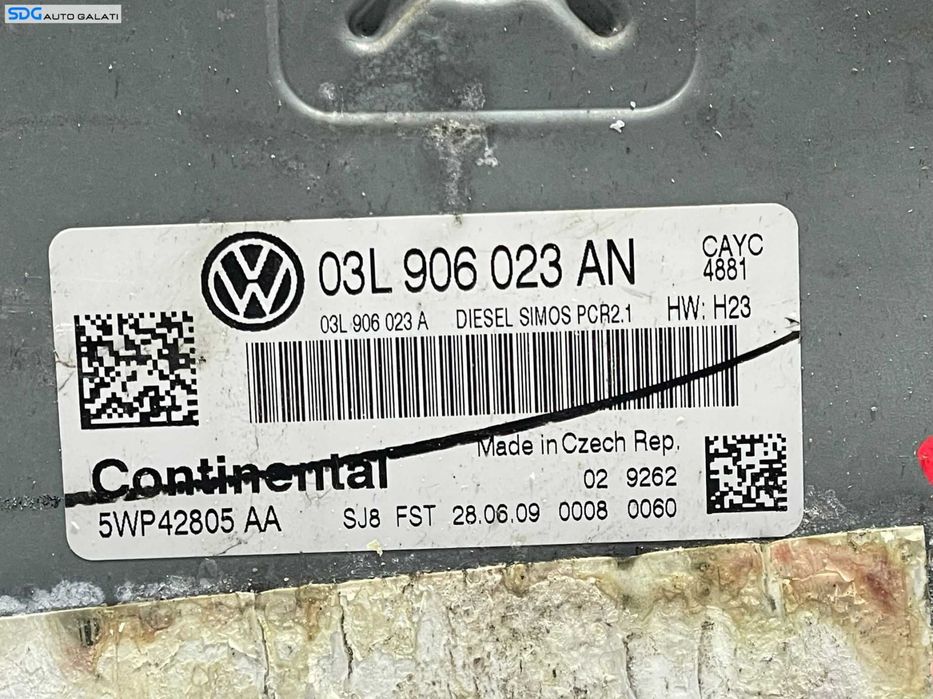 SDG AUTO GALATI
03L 906 023 AN
CAYC
4881
03L 906 023 A DIESEL SIMOS PCR2.1 HW: H23
Made in Czech Rep.
Continental
02 9262
5WP42805 AA SJ8 FST 28.06.09 0008 0060